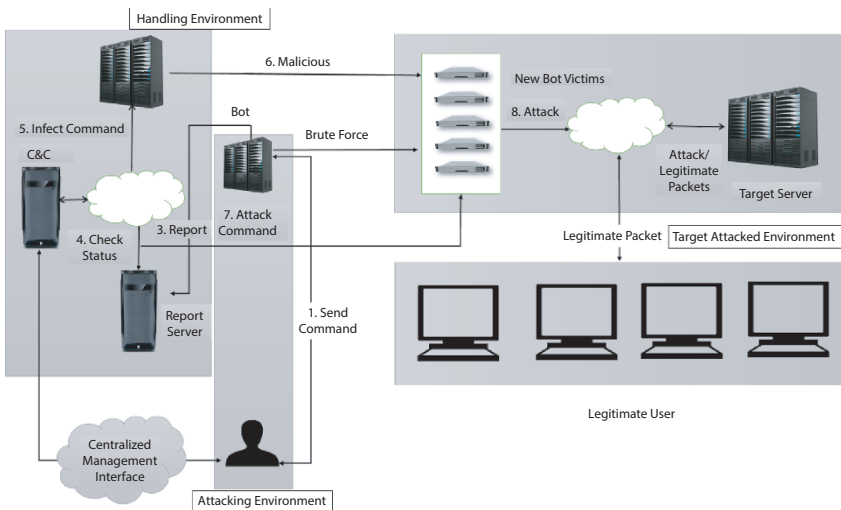 Handling Environment
6. Malicious
New Bot Victims
5. Infect Command
Bot
Brute Force
8. Attack
C&C
Attack/
Legitimate
Packets
Target Server
7. Attack
Command
3. Report
4. Check
Status
Legitimate Packet
Target Attacked Environment
Report
Server
1. Send
Command
Legitimate User
Centralized
Management
Interface
Attacking Environment